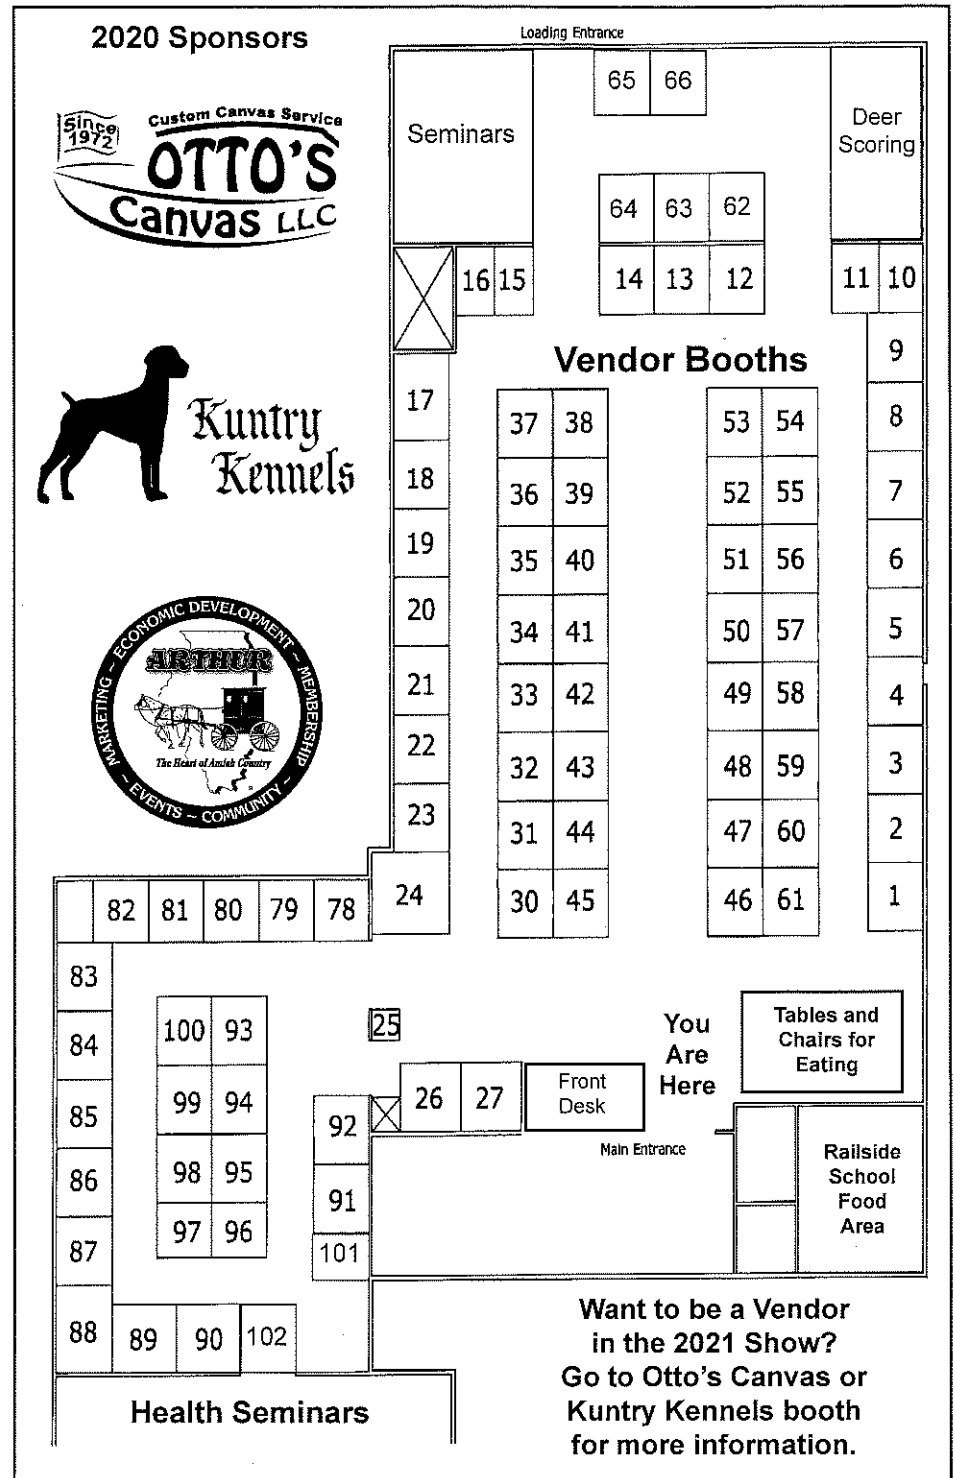 2020 Sponsors
Loading Entrance
Since
1972
Custom Canvas Service
OTTO'S
Canvas LLC
Kuntry
Kennels
MARKETING ~ ECONOMIC DEVELOPMENT ~ MEMBERSHIP ~ EVENTS ~ COMMUNITY ~
ARTHUR
The Heart of Amish Country
Seminars
65 66
Deer
Scoring
64 63 62
16 15
14 13 12
11 10
Vendor Booths
9
17
37 38
53 54
8
18
36 39
52 55
7
19
35 40
51 56
6
20
34 41
50 57
5
21
33 42
49 58
4
22
32 43
48 59
3
23
31 44
47 60
2
24
30 45
46 61
1
82 81 80 79 78
83
84
85
86
87
88
100 93
99 94
98 95
97 96
25
26 27
Front
Desk
You
Are
Here
Tables and
Chairs for
Eating
92
91
101
Main Entrance
Railside
School
Food
Area
89 90 102
Health Seminars
Want to be a Vendor
in the 2021 Show?
Go to Otto's Canvas or
Kuntry Kennels booth
for more information.